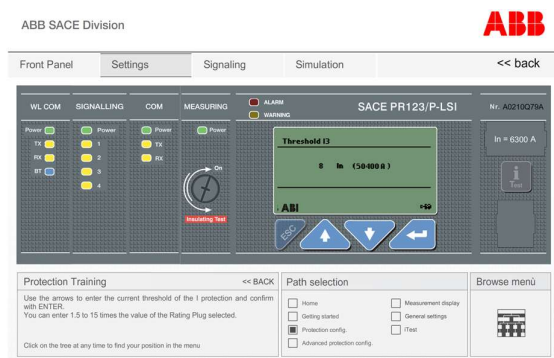 ABB SACE Division
ABB
Front Panel
Settings
Signaling
Simulation
<< back
WL COM
SIGNALLING
COM
MEASURING
ALARM
WARNING
SACE PR123/P-LSI
Nr. A0210Q79A
Power
Power
Power
Power
TX
1
TX
RX
2
RX
BT
3
4
On
Insulating Test
Threshold I3
8 In (50400A)
ABB
ESC
In = 6300 A
i
Test
Protection Training
<< BACK
Use the arrows to enter the current threshold of the I protection and confirm
with ENTER.
You can enter 1.5 to 15 times the value of the Rating Plug selected.
Click on the tree at any time to find your position in the menu
Path selection
Home
Measurement display
Getting started
General settings
Protection config.
iTest
Advanced protection config.
Browse menù